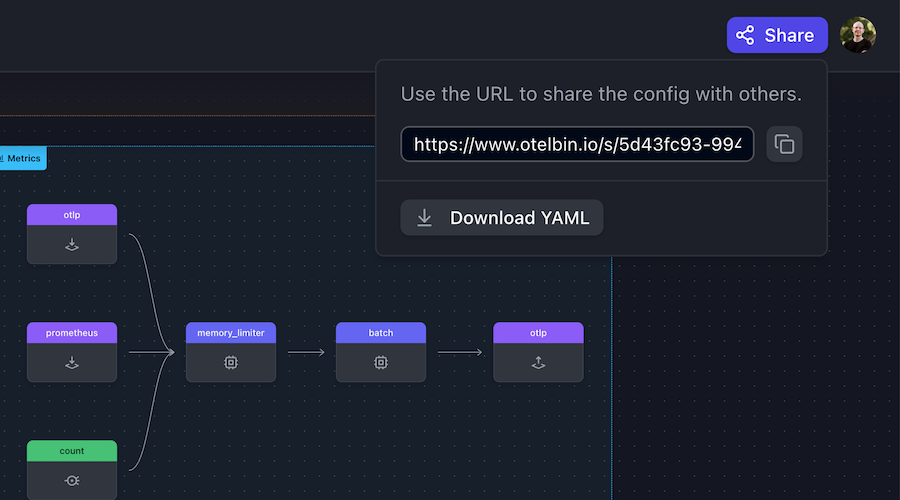 Share
Use the URL to share the config with others.
https://www.otelbin.io/s/5d43fc93-994
Download YAML
Metrics
otlp
prometheus
memory_limiter
batch
otlp
count